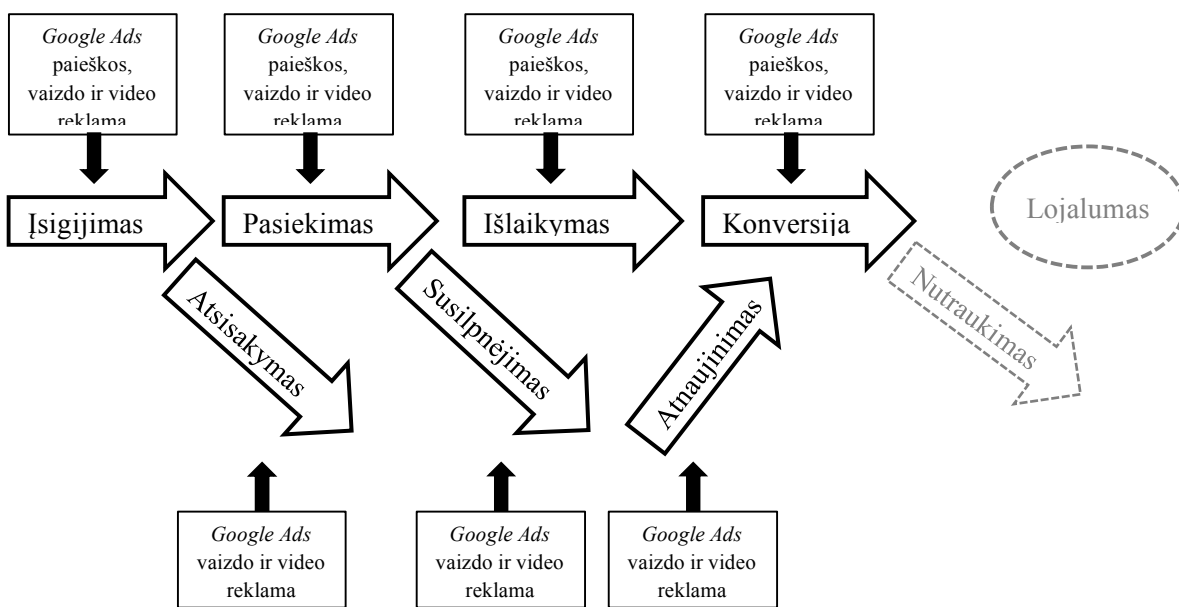 Google Ads
paieškos,
vaizdo ir video
reklama
Google Ads
paieškos,
vaizdo ir video
reklama
Google Ads
paieškos,
vaizdo ir video
reklama
Google Ads
paieškos,
vaizdo ir video
reklama
Įsigijimas
Pasiekimas
Išlaikymas
Konversija
Lojalumas
Atsisakymas
Susilpnėjimas
Atnaujinimas
Nutraukimas
Google Ads
vaizdo ir video
reklama
Google Ads
vaizdo ir video
reklama
Google Ads
vaizdo ir video
reklama